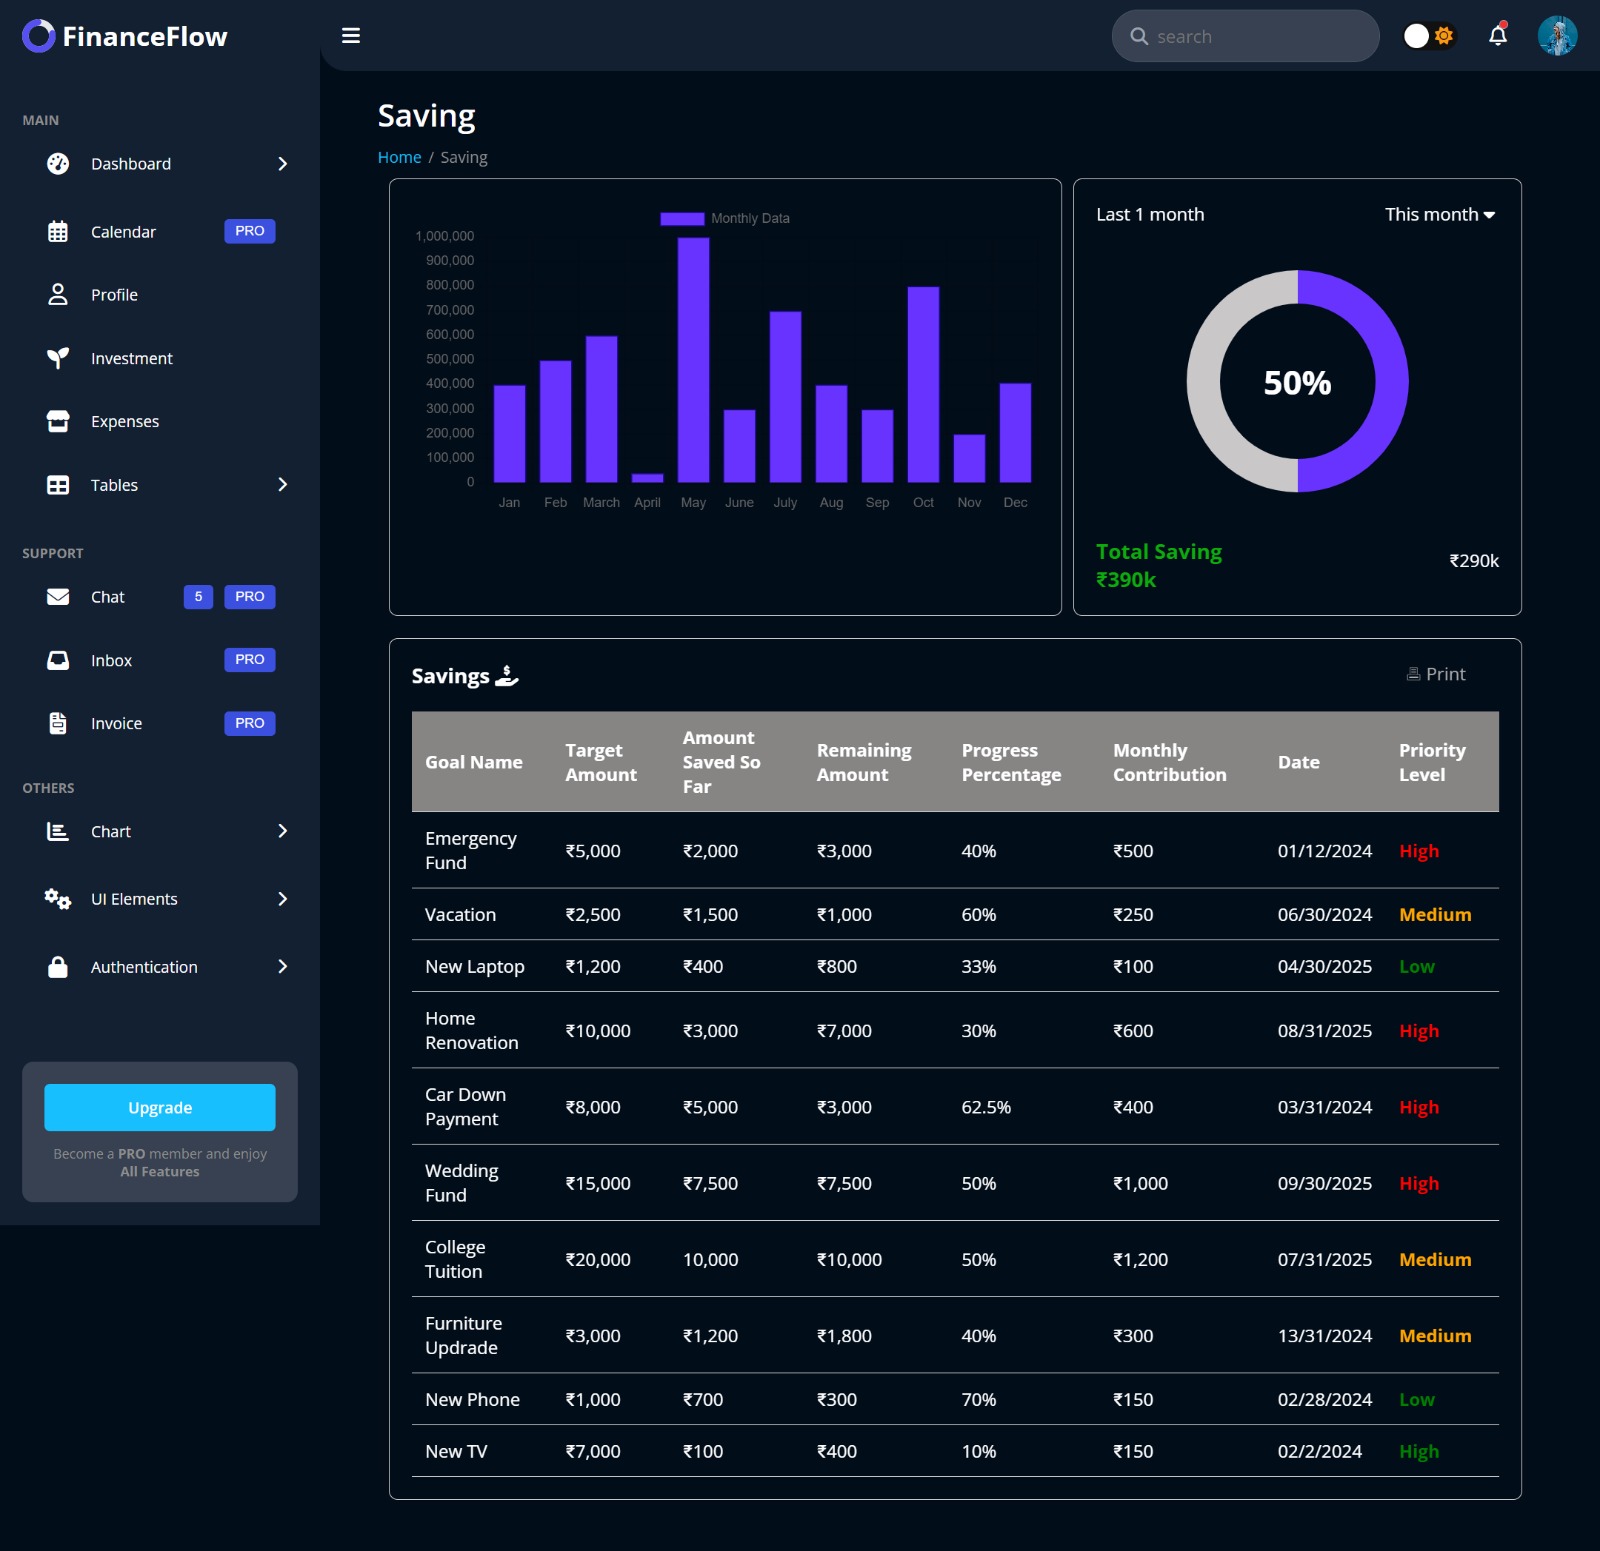 FinanceFlow
search
MAIN
Dashboard
Calendar PRO
Profile
Investment
Expenses
Tables
SUPPORT
Chat 5 PRO
Inbox PRO
Invoice PRO
OTHERS
Chart
UI Elements
Authentication
Upgrade
Become a PRO member and enjoy
All Features
Saving
Home / Saving
Monthly Data
1,000,000
900,000
800,000
700,000
600,000
500,000
400,000
300,000
200,000
100,000
0
Jan Feb March April May June July Aug Sep Oct Nov Dec
Last 1 month This month
50%
Total Saving
₹390k
₹290k
Savings $
Print
Goal Name Target Amount Amount Saved So Far Remaining Amount Progress Percentage Monthly Contribution Date Priority Level
Emergency Fund ₹5,000 ₹2,000 ₹3,000 40% ₹500 01/12/2024 High
Vacation ₹2,500 ₹1,500 ₹1,000 60% ₹250 06/30/2024 Medium
New Laptop ₹1,200 ₹400 ₹800 33% ₹100 04/30/2025 Low
Home Renovation ₹10,000 ₹3,000 ₹7,000 30% ₹600 08/31/2025 High
Car Down Payment ₹8,000 ₹5,000 ₹3,000 62.5% ₹400 03/31/2024 High
Wedding Fund ₹15,000 ₹7,500 ₹7,500 50% ₹1,000 09/30/2025 High
College Tuition ₹20,000 10,000 ₹10,000 50% ₹1,200 07/31/2025 Medium
Furniture Updrade ₹3,000 ₹1,200 ₹1,800 40% ₹300 13/31/2024 Medium
New Phone ₹1,000 ₹700 ₹300 70% ₹150 02/28/2024 Low
New TV ₹7,000 ₹100 ₹400 10% ₹150 02/2/2024 High